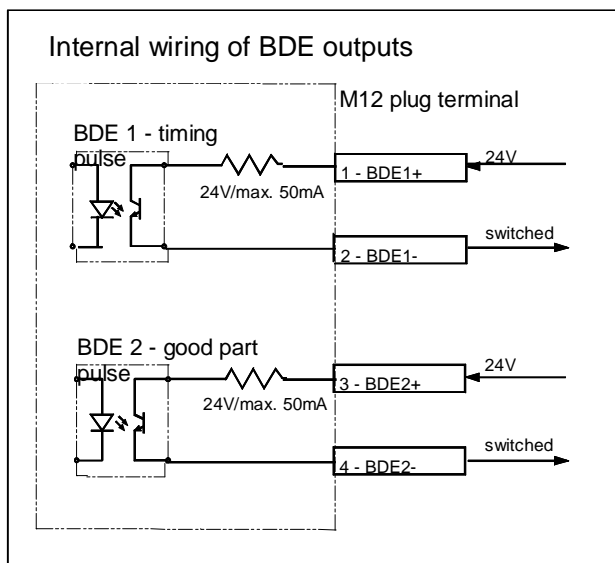 Internal wiring of BDE outputs
M12 plug terminal
BDE 1 - timing
pulse
24V/max. 50mA
1 - BDE1+
24V
2 - BDE1-
switched
BDE 2 - good part
pulse
24V/max. 50mA
3 - BDE2+
24V
4 - BDE2-
switched